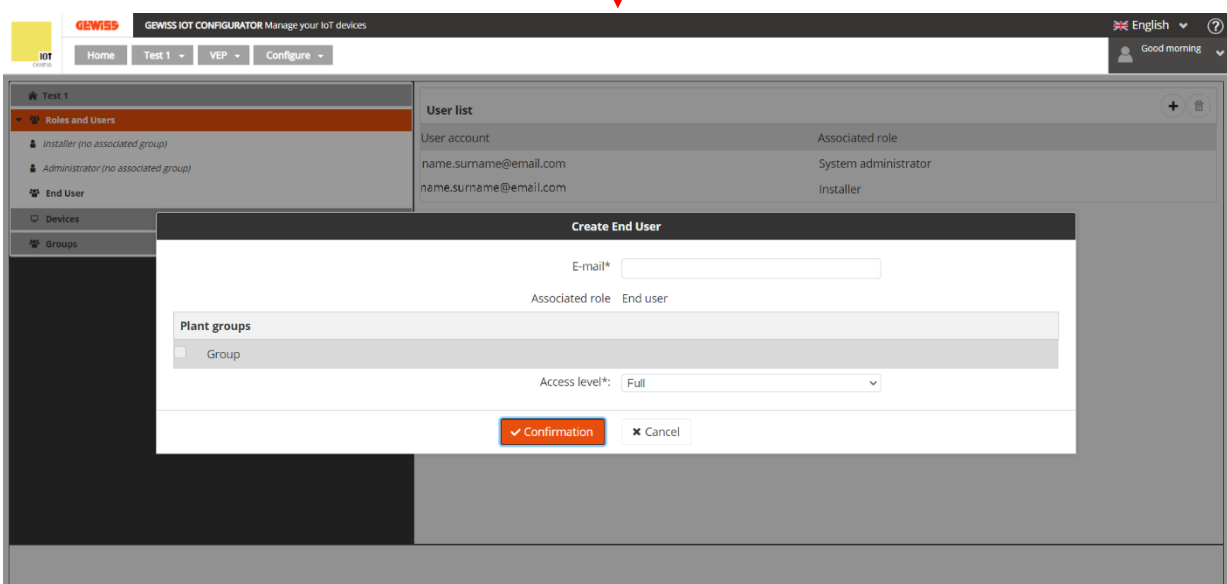 GEWISS GEWISS IOT CONFIGURATOR Manage your IoT devices English
IOT
CONFIG
Home Test 1 VEP Configure Good morning
Test 1
Roles and Users
Installer (no associated group)
Administrator (no associated group)
End User
Devices
Groups
User list
User account Associated role
name.surname@email.com System administrator
name.surname@email.com Installer
Create End User
E-mail*
Associated role End user
Plant groups
Group
Access level*: Full
Confirmation Cancel